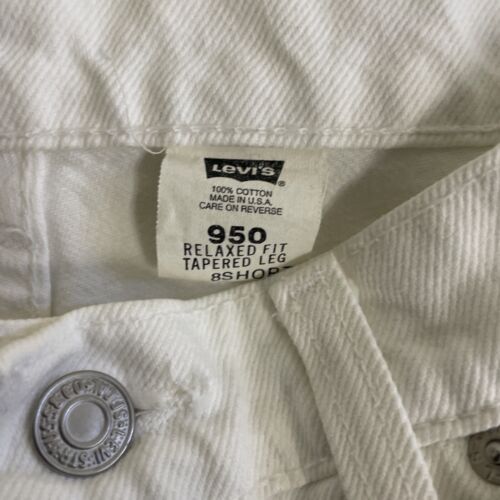 Levi's ®
100% COTTON
MADE IN U.S.A.
CARE ON REVERSE
950
RELAXED FIT
TAPERED LEG
8SHORT